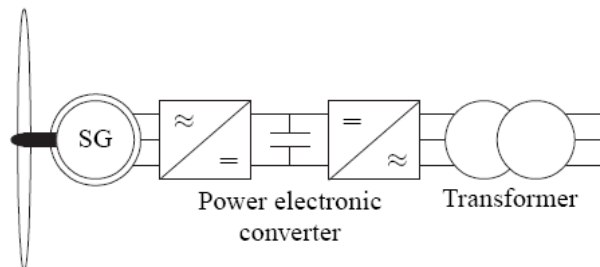 SG
≈
=
=
≈
Power electronic
converter
Transformer